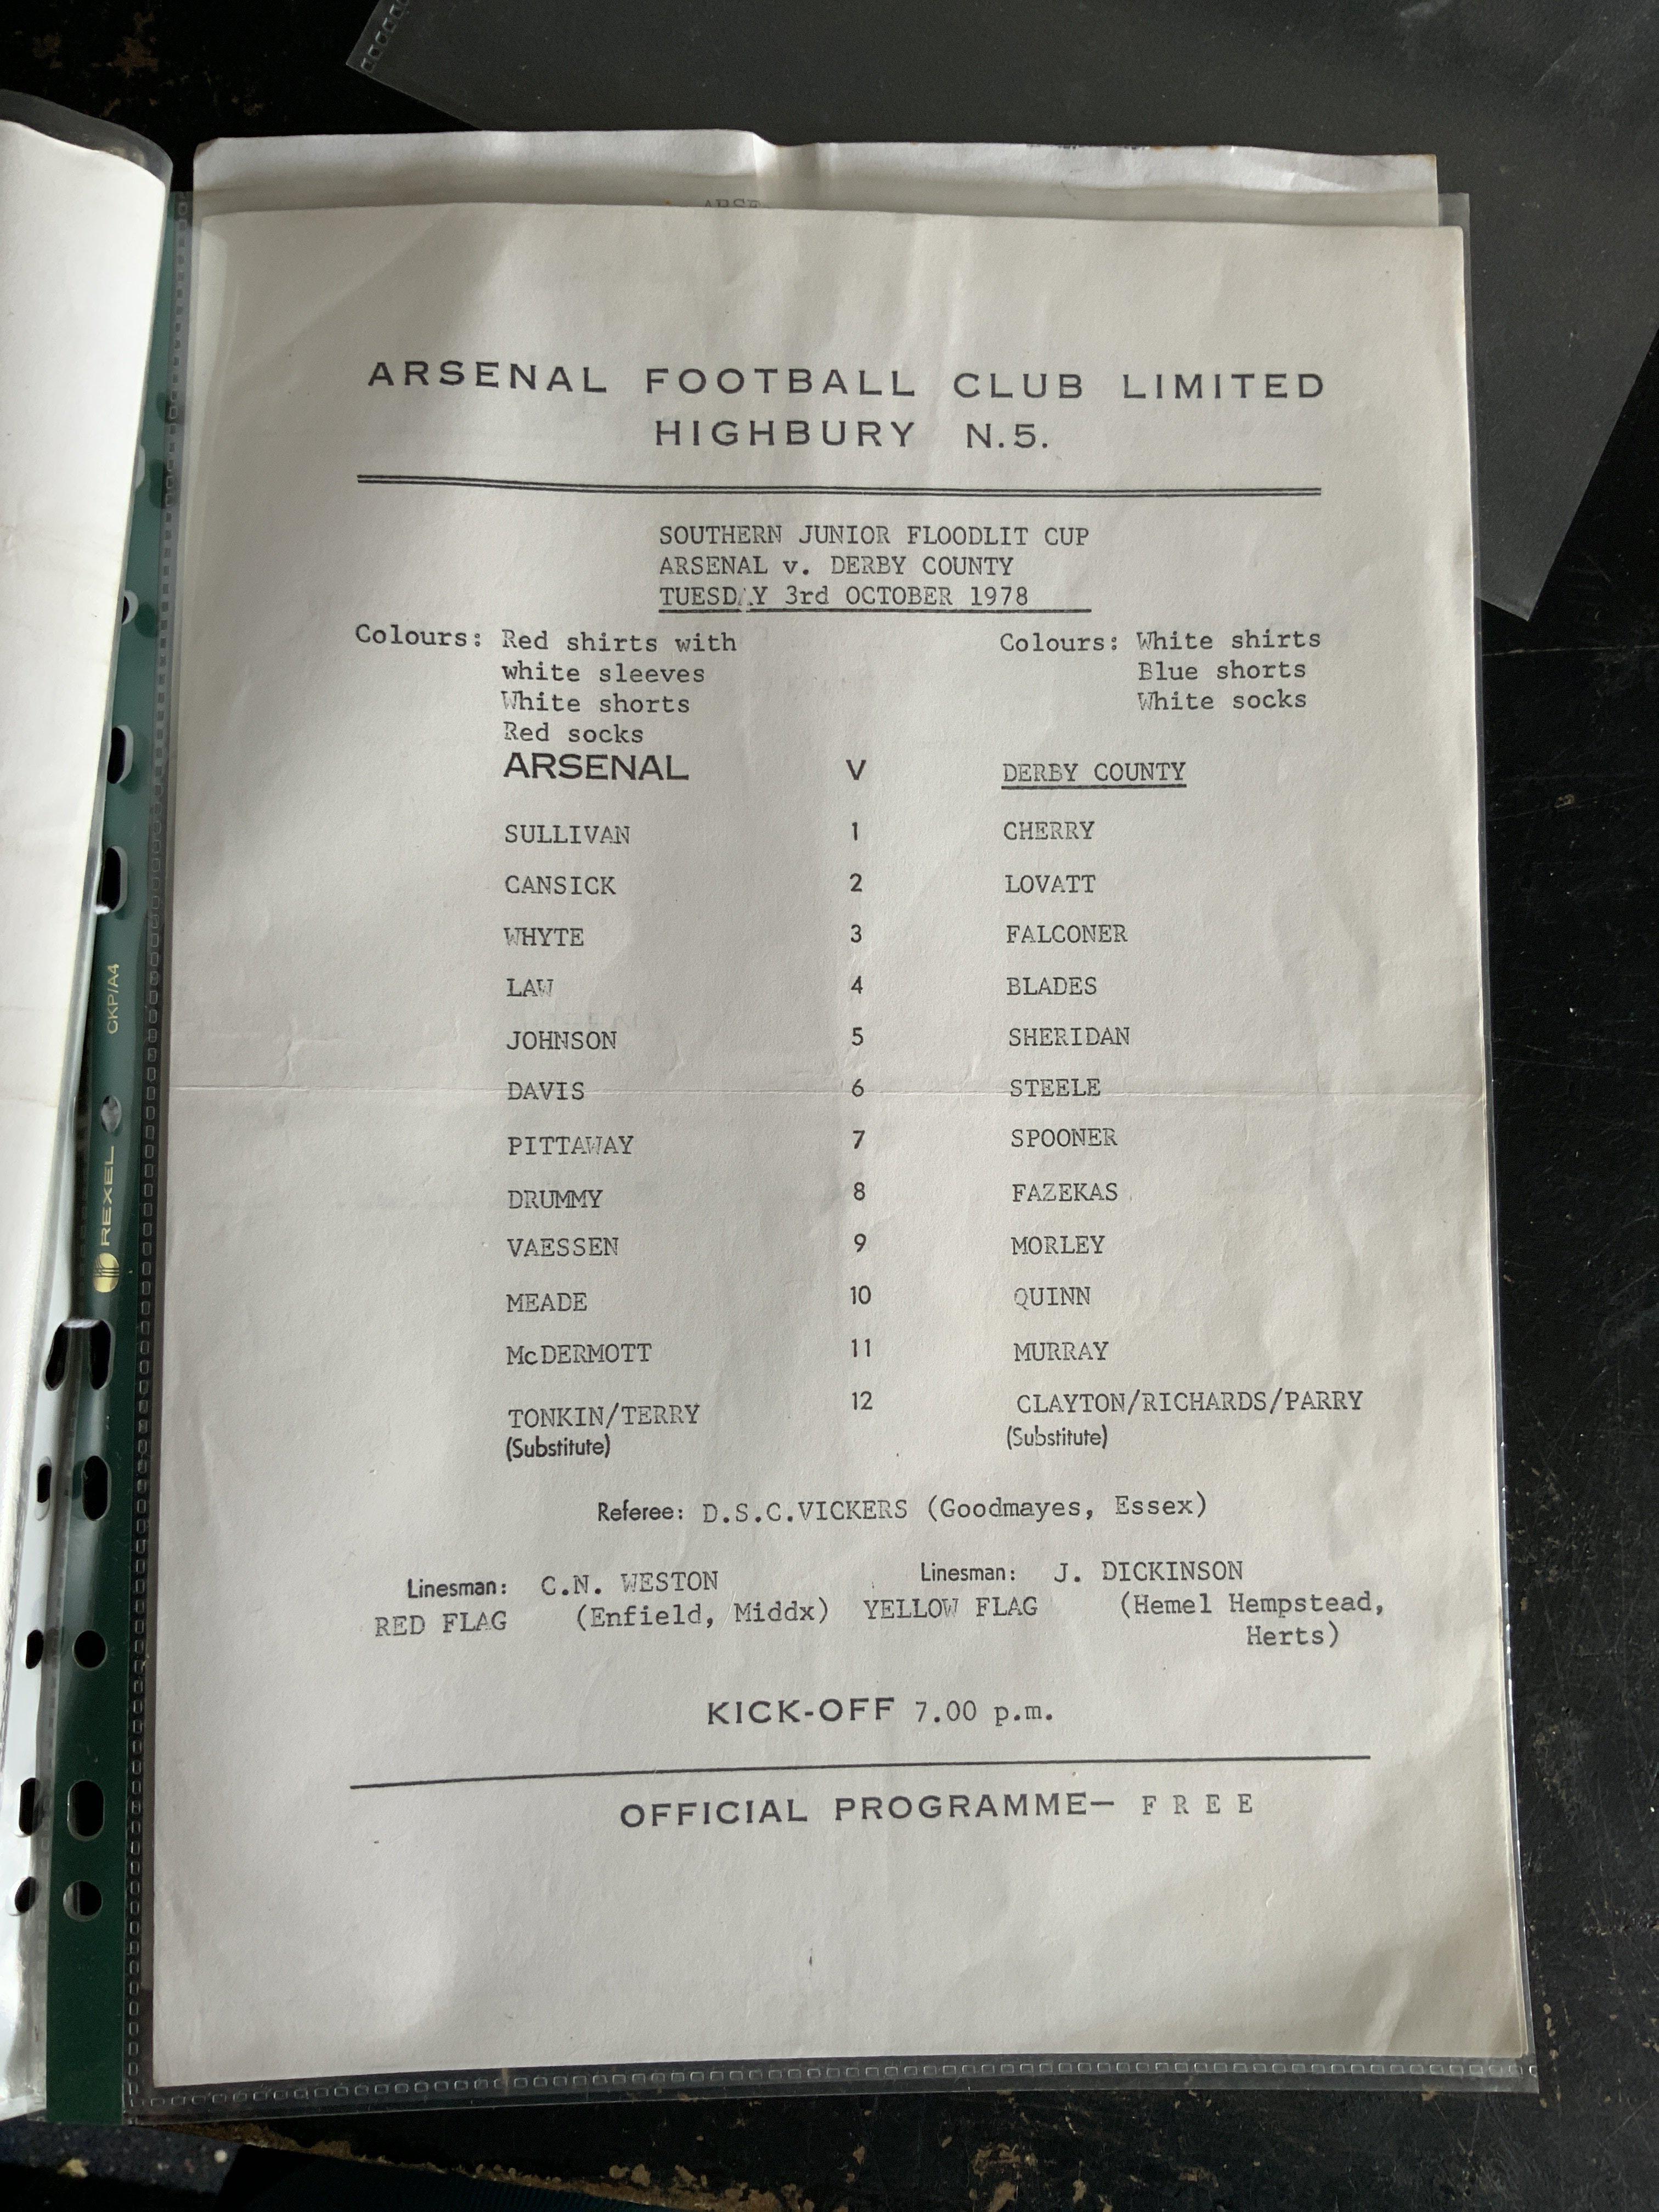 ARSENAL FOOTBALL CLUB LIMITED
HIGHBURY N.5.
SOUTHERN JUNIOR FLOODLIT CUP
ARSENAL v. DERBY COUNTY
TUESDAY 3rd OCTOBER 1978
Colours: Red shirts with Colours: White shirts
white sleeves Blue shorts
White shorts White socks
Red socks
ARSENAL V DERBY COUNTY
SULLIVAN 1 CHERRY
CANSICK 2 LOVATT
WHYTE 3 FALCONER
LAW 4 BLADES
JOHNSON 5 SHERIDAN
DAVIS 6 STEELE
PITTAWAY 7 SPOONER
DRUMMY 8 FAZEKAS
VAESSEN 9 MORLEY
MEADE 10 QUINN
McDERMOTT 11 MURRAY
TONKIN/TERRY 12 CLAYTON/RICHARDS/PARRY
(Substitute) (Substitute)
Referee: D.S.C.VICKERS (Goodmayes, Essex)
Linesman: C.N. WESTON Linesman: J. DICKINSON
RED FLAG (Enfield, Middx) YELLOW FLAG (Hemel Hempstead,
Herts)
KICK-OFF 7.00 p.m.
OFFICIAL PROGRAMME— FREE
REXEL CKP/A4